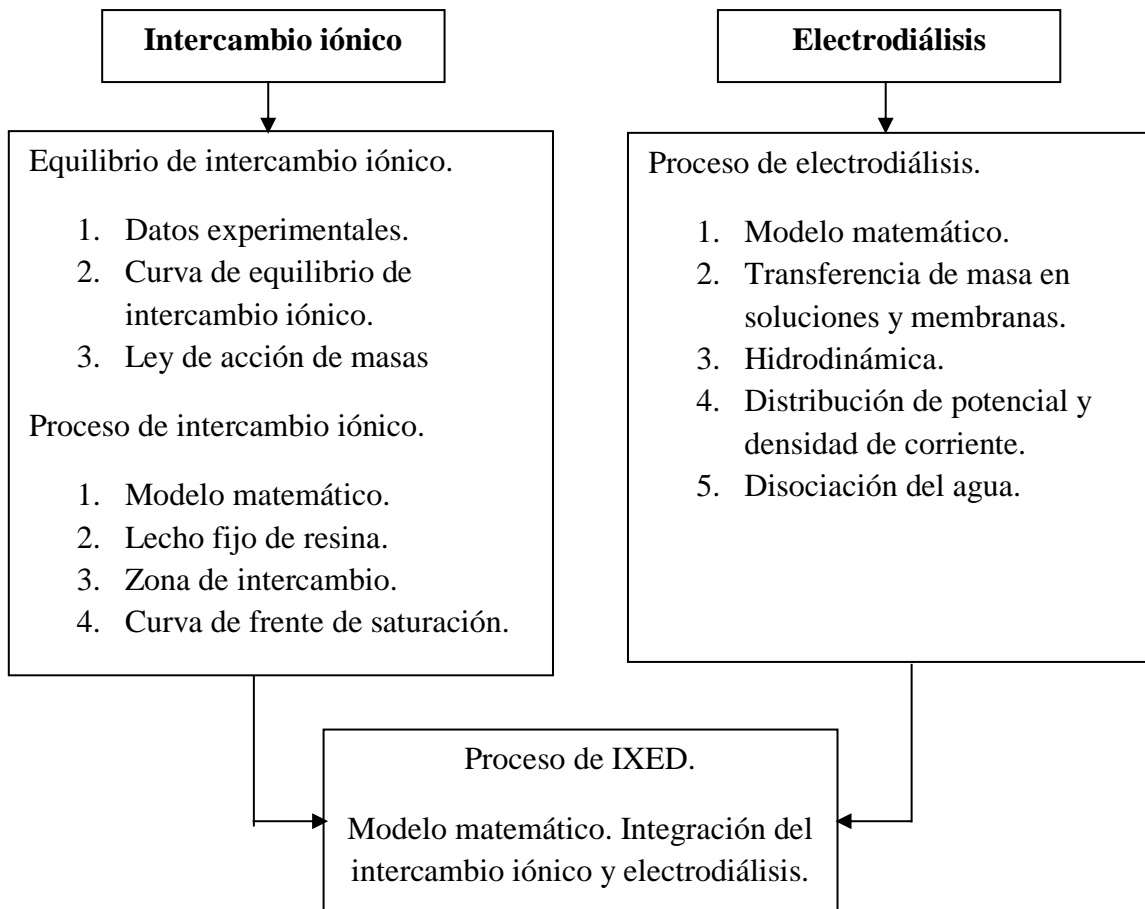 Intercambio iónico
Equilibrio de intercambio iónico.
1. Datos experimentales.
2. Curva de equilibrio de
intercambio iónico.
3. Ley de acción de masas
Proceso de intercambio iónico.
1. Modelo matemático.
2. Lecho fijo de resina.
3. Zona de intercambio.
4. Curva de frente de saturación.
Electrodiálisis
Proceso de electrodiálisis.
1. Modelo matemático.
2. Transferencia de masa en
soluciones y membranas.
3. Hidrodinámica.
4. Distribución de potencial y
densidad de corriente.
5. Disociación del agua.
Proceso de IXED.
Modelo matemático. Integración del
intercambio iónico y electrodiálisis.